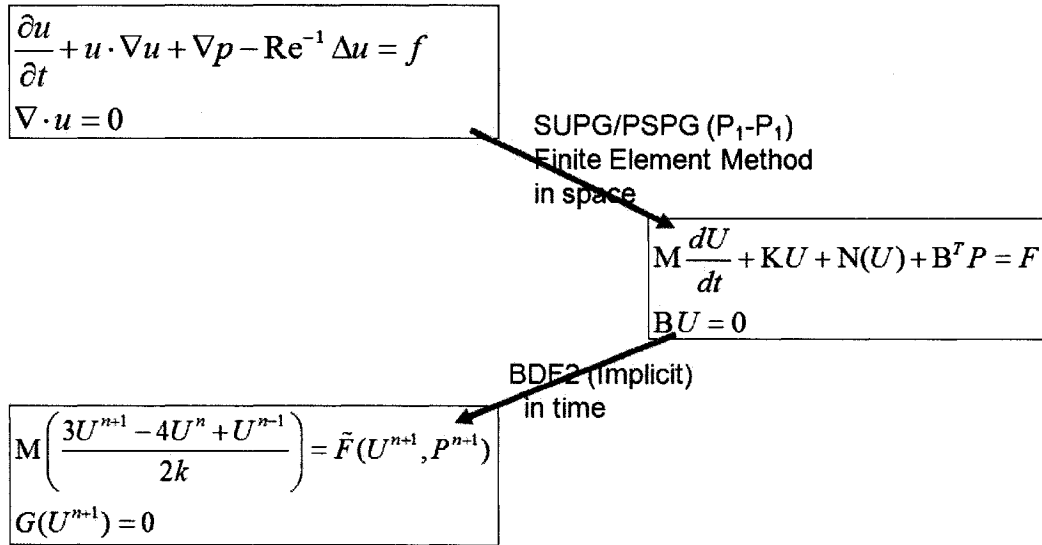 ∂u/∂t + u · ∇u + ∇p − Re⁻¹ Δu = f
∇ · u = 0
SUPG/PSPG (P₁-P₁)
Finite Element Method
in space
M dU/dt + KU + N(U) + Bᵀ P = F
BU = 0
BDF2 (Implicit)
in time
M((3Uⁿ⁺¹ − 4Uⁿ + Uⁿ⁻¹)/2k) = F̃(Uⁿ⁺¹, Pⁿ⁺¹)
G(Uⁿ⁺¹) = 0